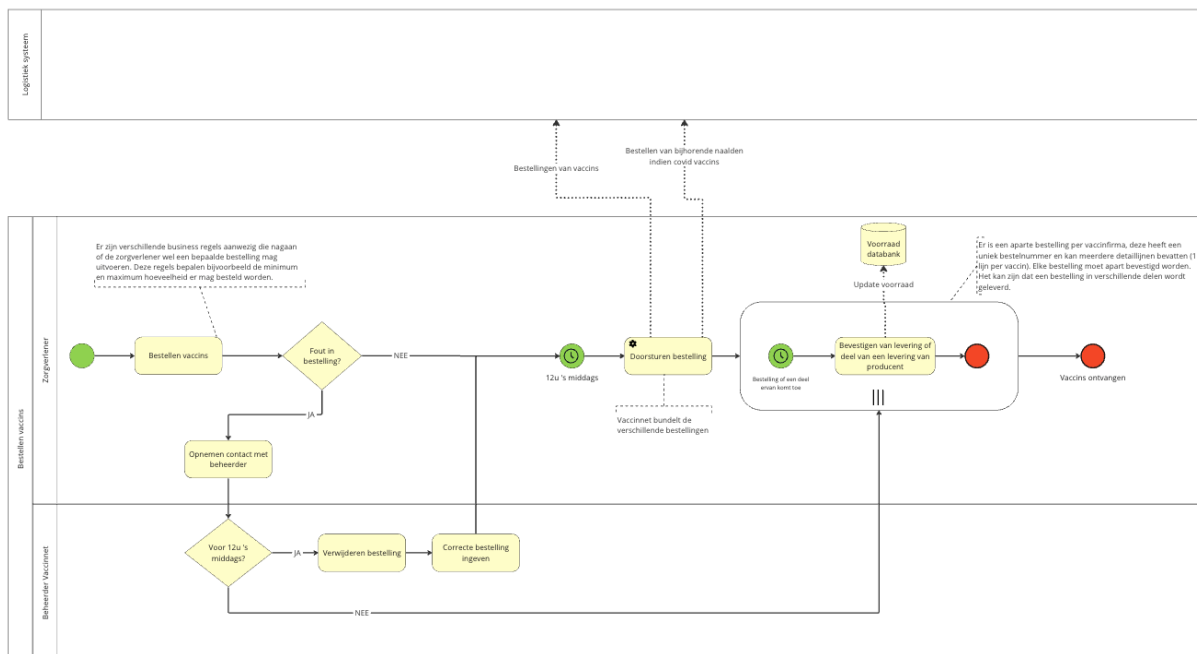 Logistiek systeem
Bestellingen van vaccins
Bestellen van bijhorende naalden
indien covid vaccins
Bestellen vaccins
Zorgverlener
Er zijn verschillende business regels aanwezig die nagaan
of de zorgverlener wel een bepaalde bestelling mag
uitvoeren. Deze regels bepalen bijvoorbeeld de minimum
en maximum hoeveelheid er mag besteld worden.
Voorraad
databank
Er is een aparte bestelling per vaccinfirma, deze heeft een
uniek bestelnummer en kan meerdere detaillijnen bevatten (1
lijn per vaccin). Elke bestelling moet apart bevestigd worden.
Het kan zijn dat een bestelling in verschillende delen wordt
geleverd.
Update voorraad
Bestellen vaccins
Fout in
bestelling?
NEE
12u 's middags
Doorsturen bestelling
Bestelling of een deel
ervan komt toe
Bevestigen van levering of
deel van een levering van
producent
Vaccins ontvangen
JA
Vaccinnet bundelt de
verschillende bestellingen
Opnemen contact met
beheerder
Beheerder Vaccinnet
Voor 12u 's
middags?
JA
Verwijderen bestelling
Correcte bestelling
ingeven
NEE